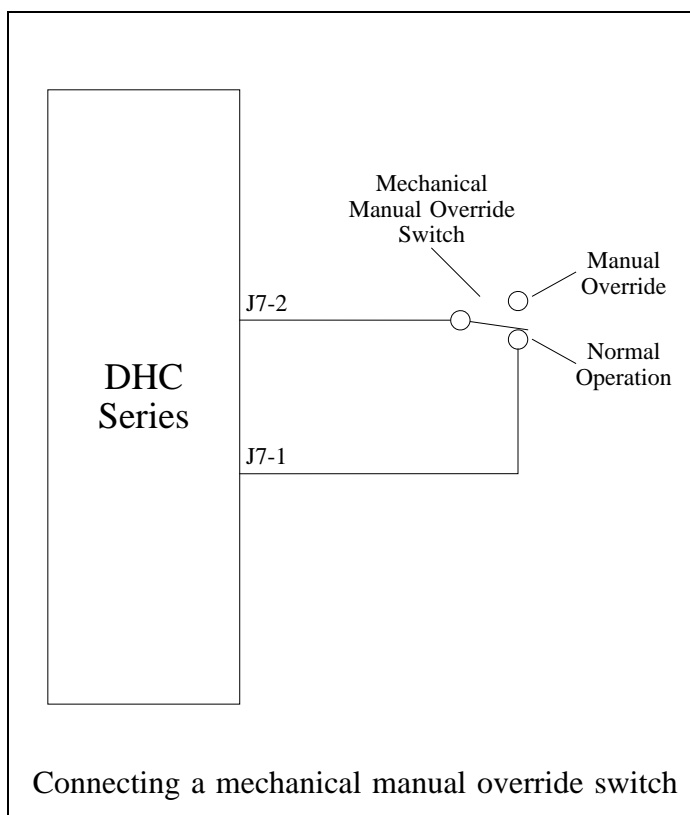 Mechanical
Manual Override
Switch
Manual
Override
J7-2
Normal
Operation
DHC
Series
J7-1
Connecting a mechanical manual override switch